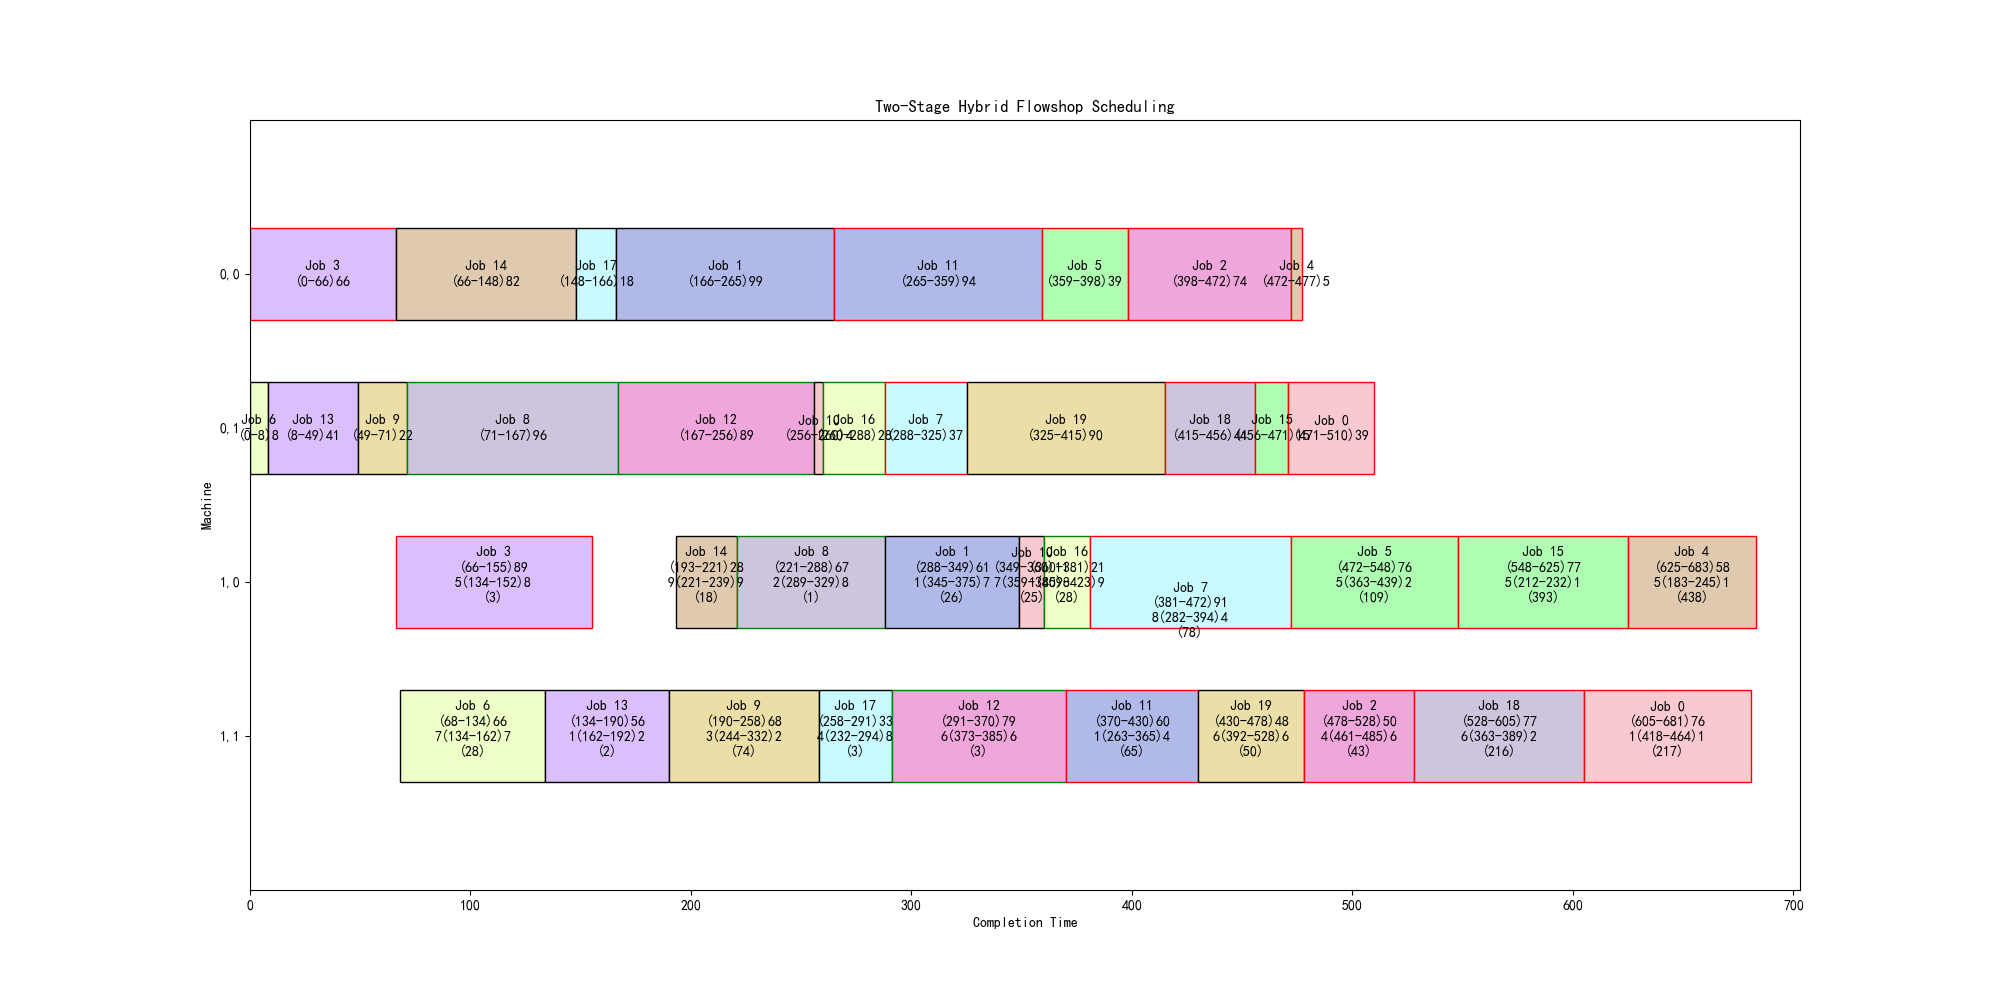 Two-Stage Hybrid Flowshop Scheduling
Machine
0,0
Job 3
(0-66)66
Job 14
(66-148)82
Job 17
(148-166)18
Job 1
(166-265)99
Job 11
(265-359)94
Job 5
(359-398)39
Job 2
(398-472)74
Job 4
(472-477)5
0,1
Job 6
(0-8)8
Job 13
(8-49)41
Job 9
(49-71)22
Job 8
(71-167)96
Job 12
(167-256)89
Job 10
(256-260)4
Job 16
(260-288)28
Job 7
(288-325)37
Job 19
(325-415)90
Job 18
(415-456)41
Job 15
(456-471)15
Job 0
(471-510)39
1,0
Job 3
(66-155)89
5(134-152)8
(3)
Job 14
(193-221)28
9(221-239)9
(18)
Job 8
(221-288)67
2(289-329)8
(1)
Job 1
(288-349)61
1(345-375)7
(26)
Job 10
(349-360)11
(25)
Job 16
(360-381)21
(28)
Job 7
(381-472)91
8(282-394)4
(78)
Job 5
(472-548)76
5(363-439)2
(109)
Job 15
(548-625)77
5(212-232)1
(393)
Job 4
(625-683)58
5(183-245)1
(438)
1,1
Job 6
(68-134)66
7(134-162)7
(28)
Job 13
(134-190)56
1(162-192)2
(2)
Job 9
(190-258)68
3(244-332)2
(74)
Job 17
(258-291)33
4(232-294)8
(3)
Job 12
(291-370)79
6(373-385)6
(3)
Job 11
(370-430)60
1(263-365)4
(65)
Job 19
(430-478)48
6(392-528)6
(50)
Job 2
(478-528)50
4(461-485)6
(43)
Job 18
(528-605)77
6(363-389)2
(216)
Job 0
(605-681)76
1(418-464)1
(217)
0
100
200
300
400
500
600
700
Completion Time